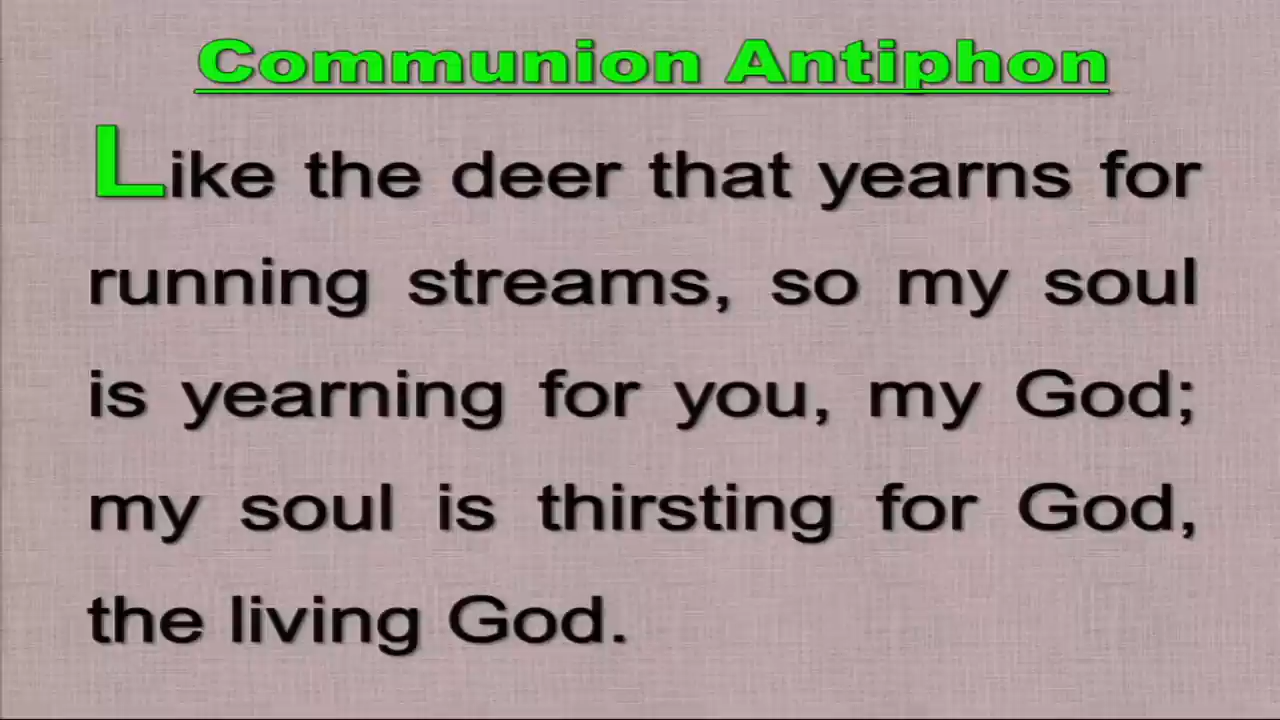 Communion Antiphon
Like the deer that yearns for
running streams, so my soul
is yearning for you, my God;
my soul is thirsting for God,
the living God.